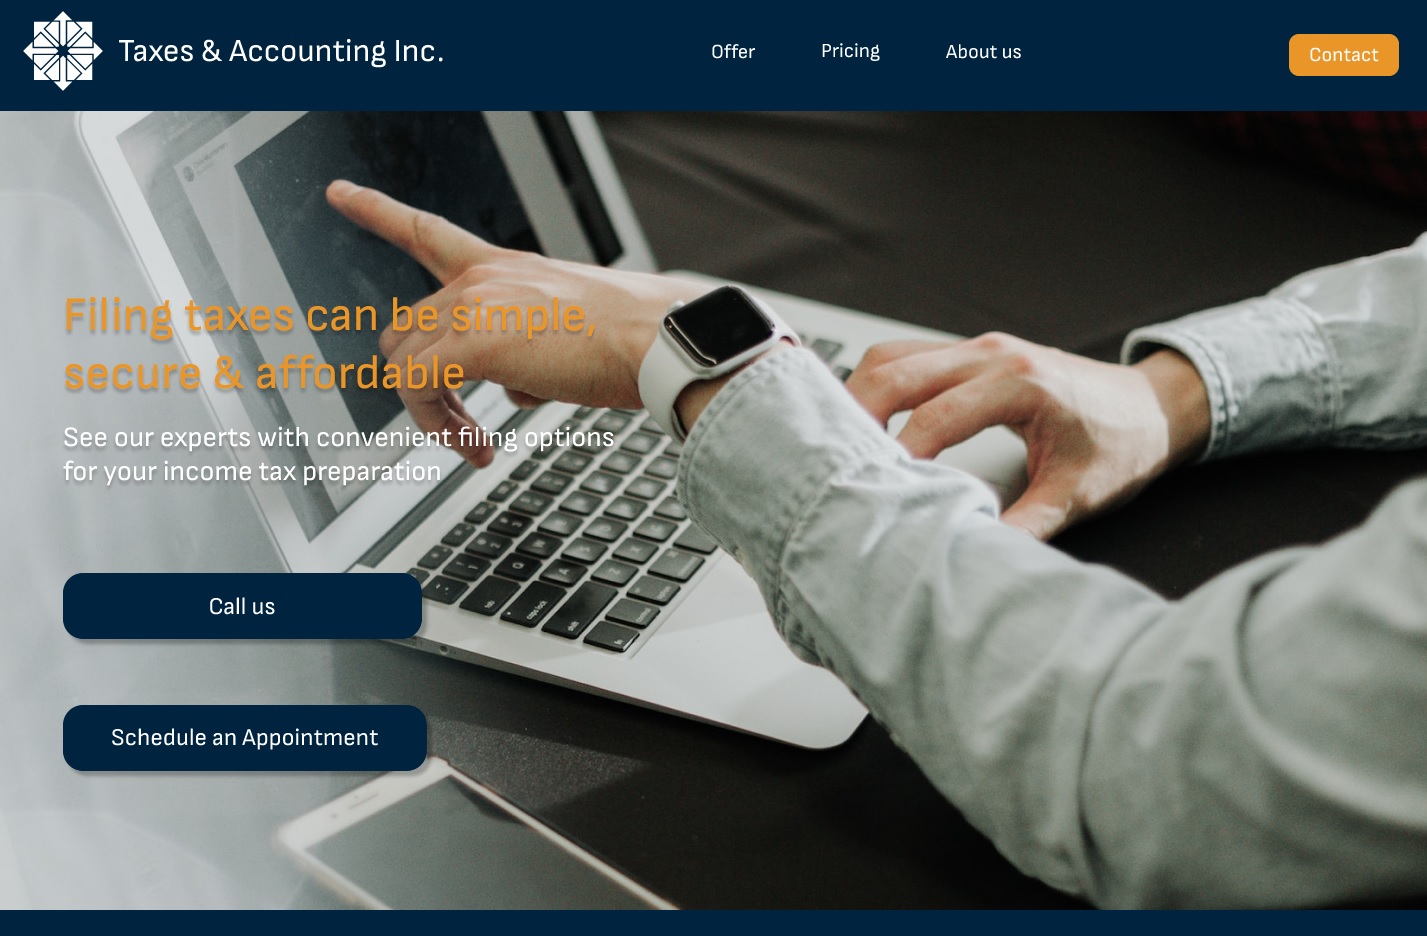 Taxes & Accounting Inc.
Offer
Pricing
About us
Contact
Filing taxes can be simple,
secure & affordable
See our experts with convenient filing options
for your income tax preparation
Call us
Schedule an Appointment